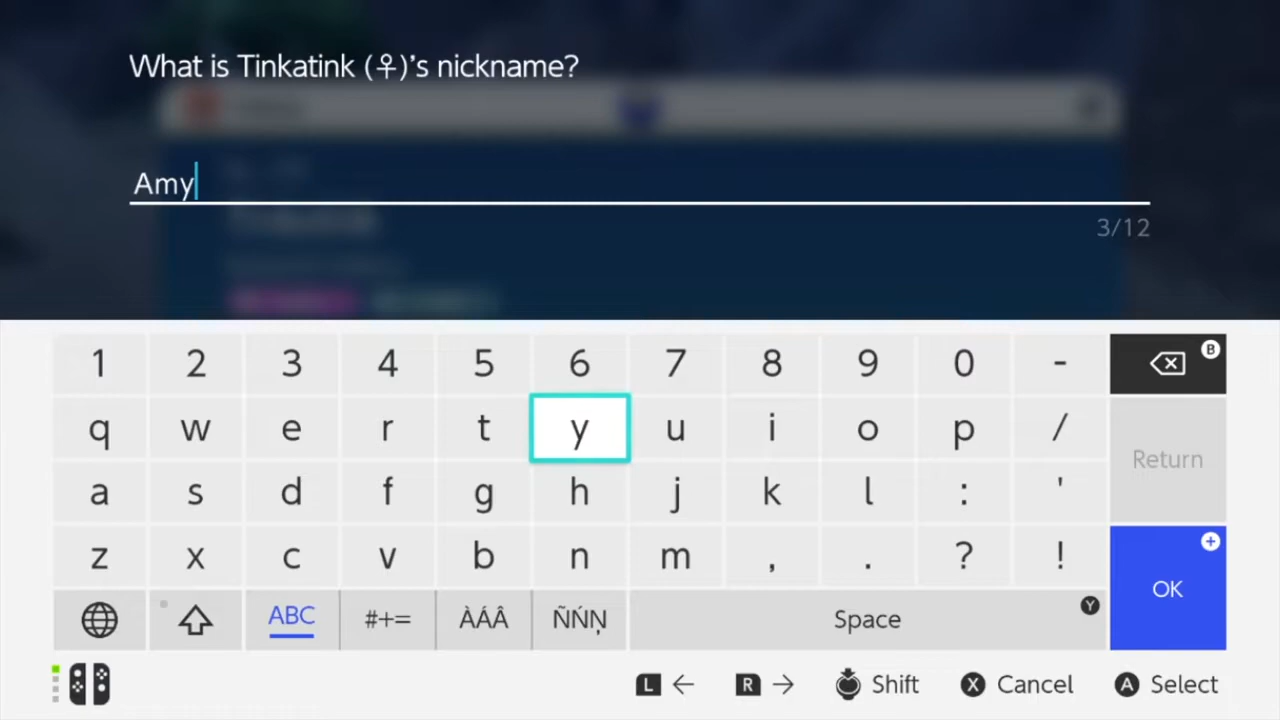 What is Tinkatink (♀)'s nickname?
Amy
3/12
1 2 3 4 5 6 7 8 9 0 -
B
q w e r t y u i o p /
Return
a s d f g h j k l : '
z x c v b n m , . ? !
+
OK
ABC #+= ÀÁÂ ÑŃŅ Space Y
L ← R → Shift X Cancel A Select